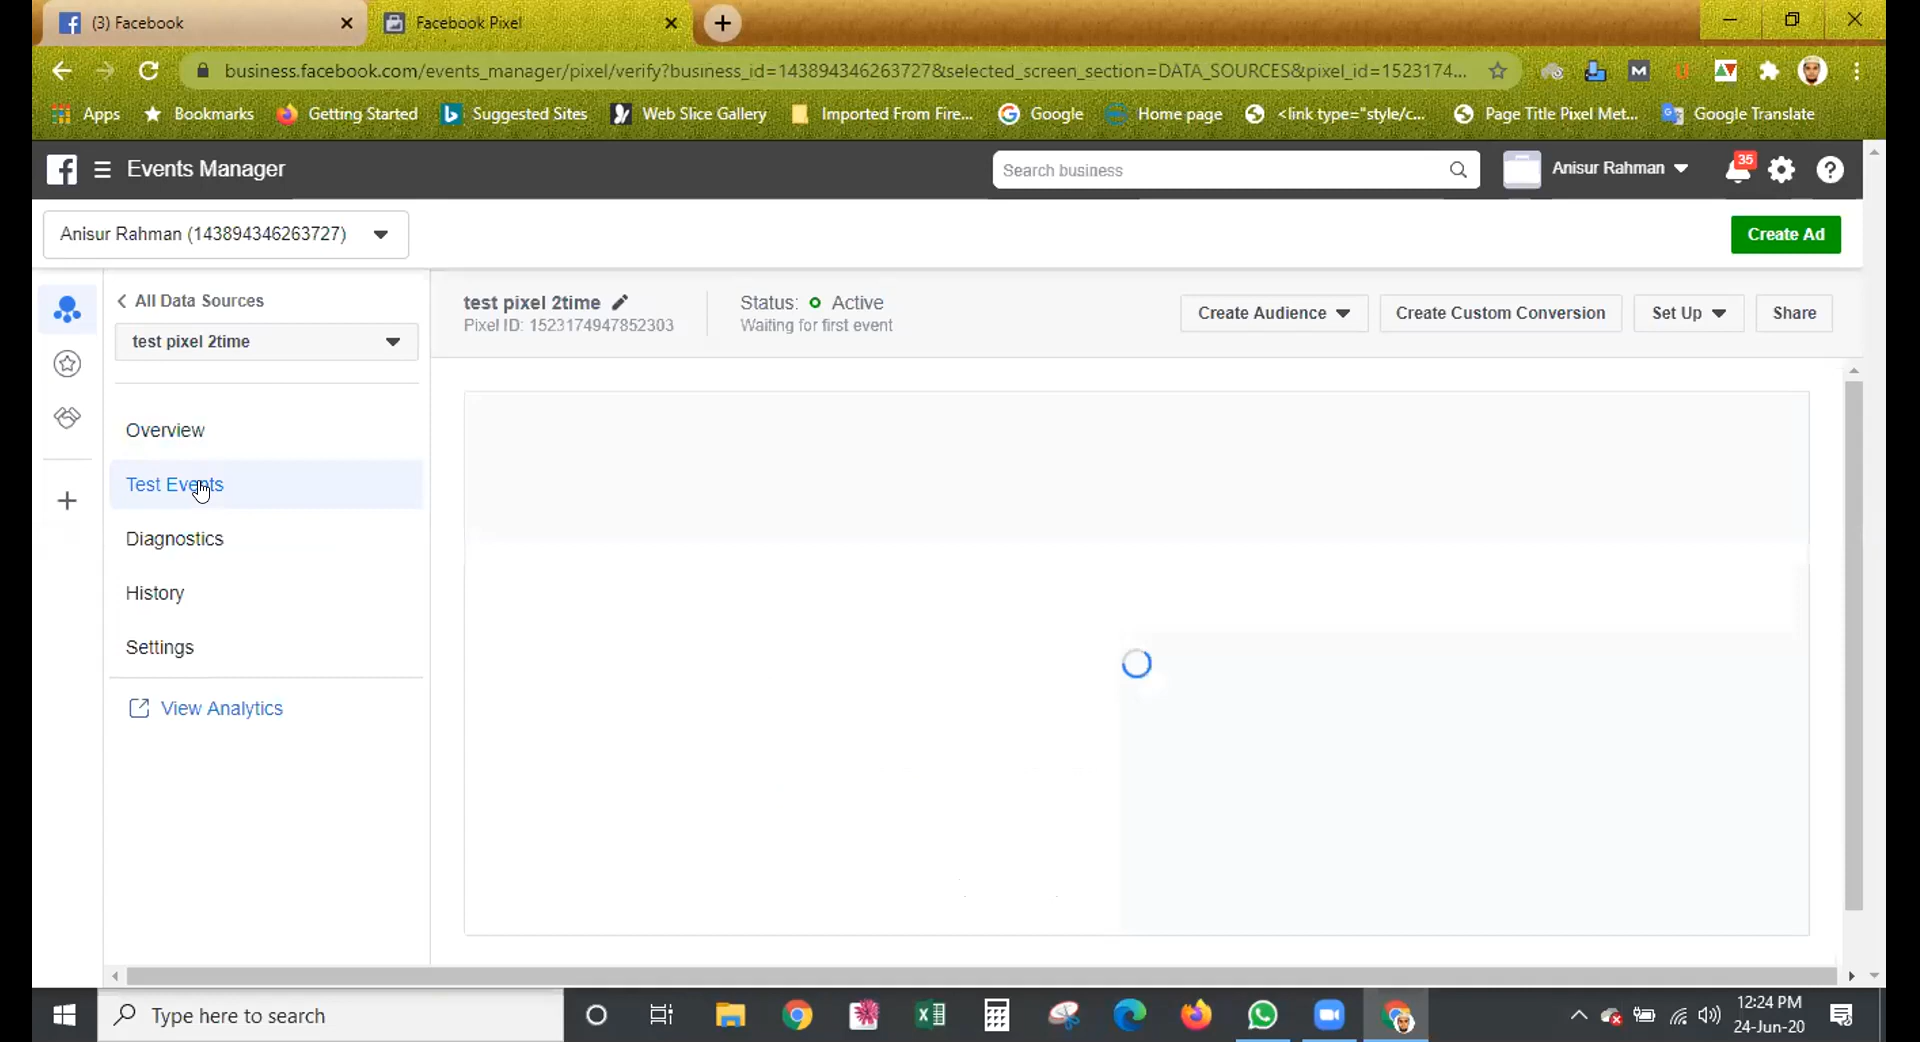 (3) Facebook
Facebook Pixel
business.facebook.com/events_manager/pixel/verify?business_id=143894346263727&selected_screen_section=DATA_SOURCES&pixel_id=1523174...
Apps
Bookmarks
Getting Started
Suggested Sites
Web Slice Gallery
Imported From Fire...
Google
Home page
<link type="style/c...
Page Title Pixel Met...
Google Translate
Events Manager
Search business
Anisur Rahman
35
Anisur Rahman (143894346263727)
Create Ad
All Data Sources
test pixel 2time
Overview
Test Events
Diagnostics
History
Settings
View Analytics
test pixel 2time
Pixel ID: 1523174947852303
Status: Active
Waiting for first event
Create Audience
Create Custom Conversion
Set Up
Share
Type here to search
12:24 PM
24-Jun-20